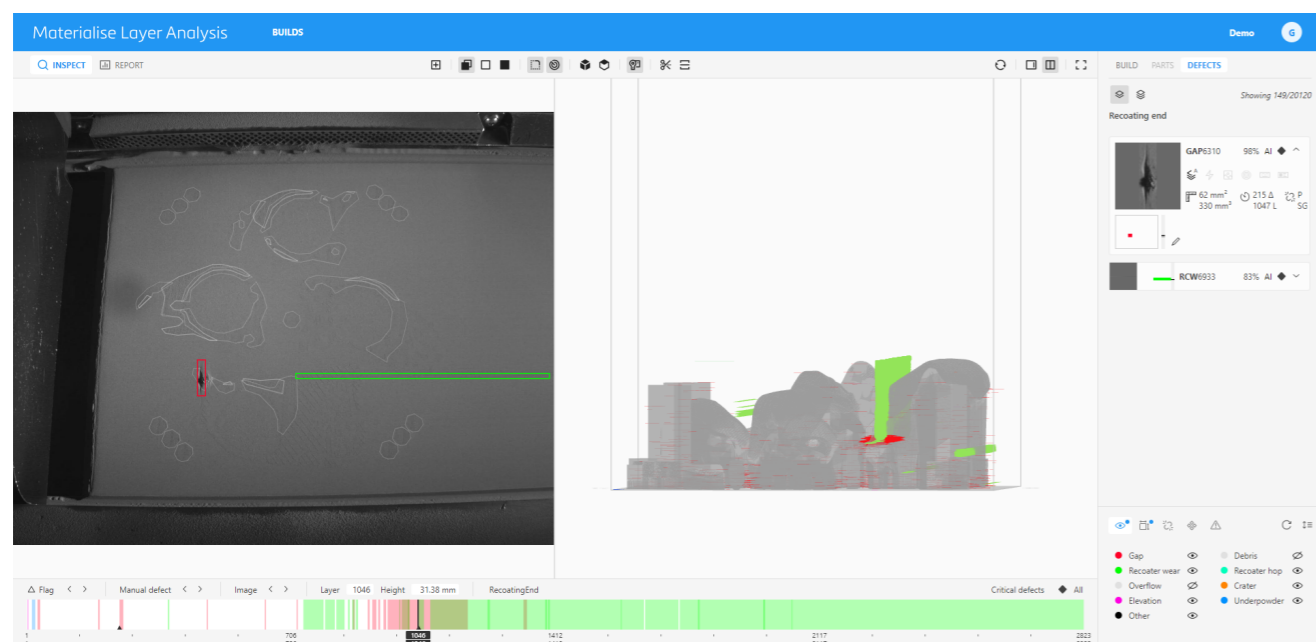 Materialise Layer Analysis BUILDS Demo G
INSPECT REPORT BUILD PARTS DEFECTS
Showing 149/20120
Recoating end
GAP6310 98% AI
62 mm² 215 Δ P
330 mm³ 1047 L SG
RCW6933 83% AI
Gap Debris
Recoater wear Recoater hop
Overflow Crater
Elevation Underpowder
Other
Flag < > Manual defect < > Image < > Layer 1046 Height 31.38 mm RecoatingEnd Critical defects All
1 706 1046 1412 2117 2823